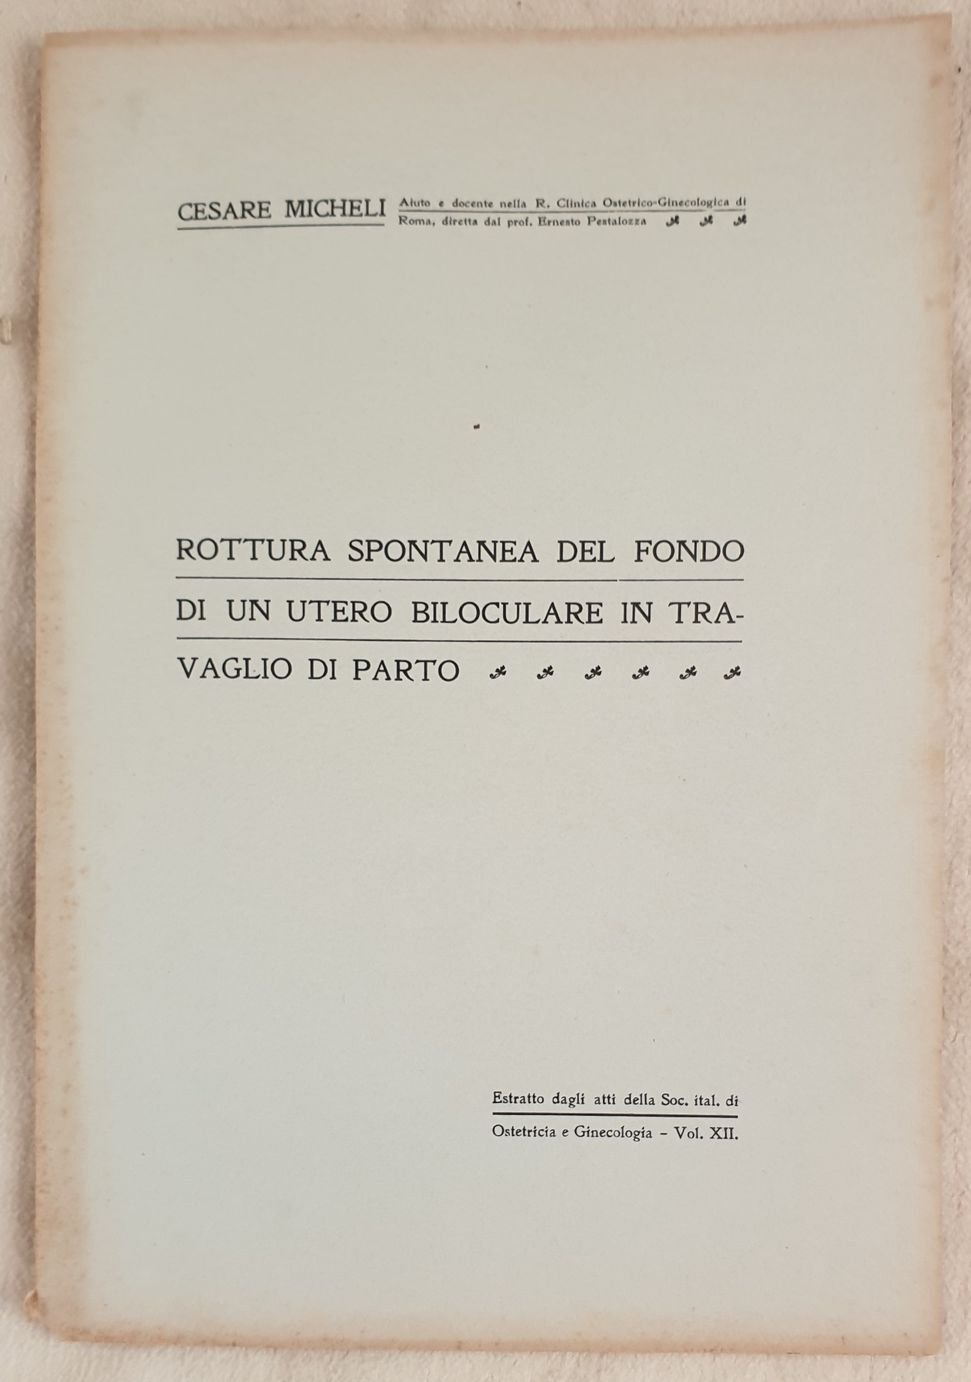 CESARE MICHELI
Aiuto e docente nella R. Clinica Ostetrico-Ginecologica di
Roma, diretta dal prof. Ernesto Pestalozza
ROTTURA SPONTANEA DEL FONDO
DI UN UTERO BILOCULARE IN TRA-
VAGLIO DI PARTO
Estratto dagli atti della Soc. ital. di
Ostetricia e Ginecologia - Vol. XII.